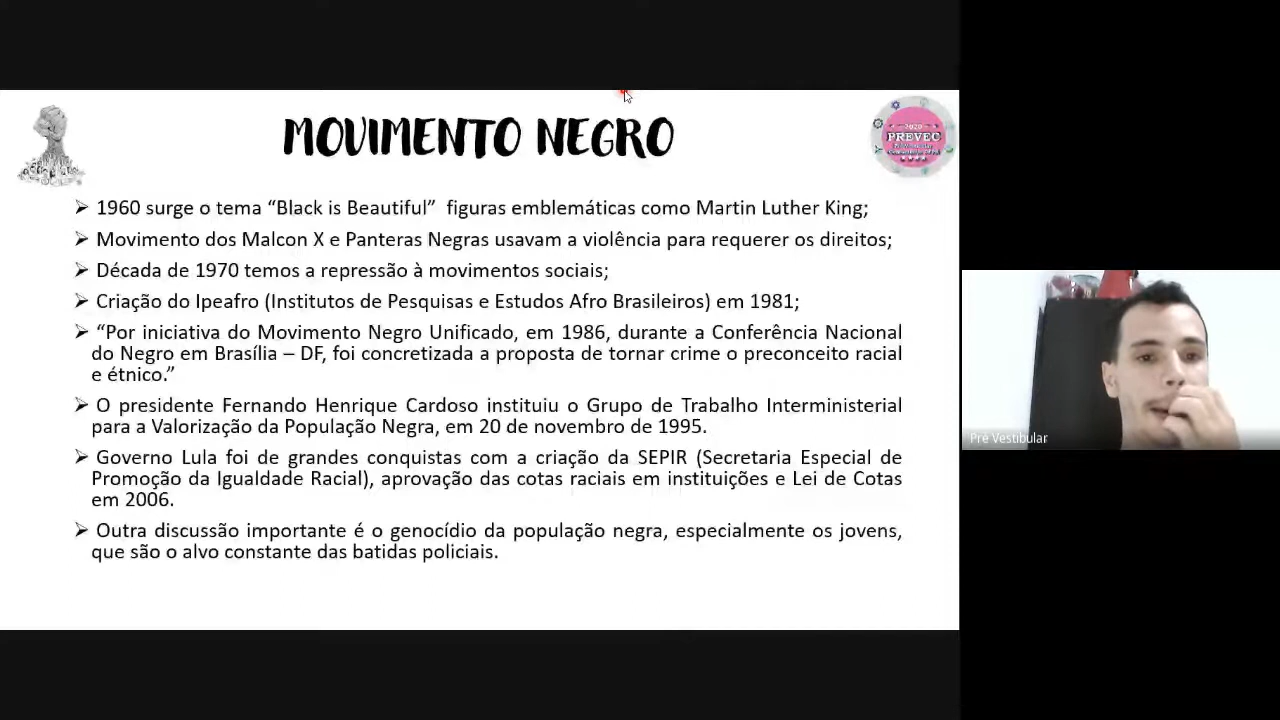 MOVIMENTO NEGRO
2020
PREVEC
➢ 1960 surge o tema “Black is Beautiful” figuras emblemáticas como Martin Luther King;
➢ Movimento dos Malcon X e Panteras Negras usavam a violência para requerer os direitos;
➢ Década de 1970 temos a repressão à movimentos sociais;
➢ Criação do Ipeafro (Institutos de Pesquisas e Estudos Afro Brasileiros) em 1981;
➢ “Por iniciativa do Movimento Negro Unificado, em 1986, durante a Conferência Nacional
do Negro em Brasília – DF, foi concretizada a proposta de tornar crime o preconceito racial
e étnico.”
➢ O presidente Fernando Henrique Cardoso instituiu o Grupo de Trabalho Interministerial
para a Valorização da População Negra, em 20 de novembro de 1995.
➢ Governo Lula foi de grandes conquistas com a criação da SEPIR (Secretaria Especial de
Promoção da Igualdade Racial), aprovação das cotas raciais em instituições e Lei de Cotas
em 2006.
➢ Outra discussão importante é o genocídio da população negra, especialmente os jovens,
que são o alvo constante das batidas policiais.
Pré Vestibular